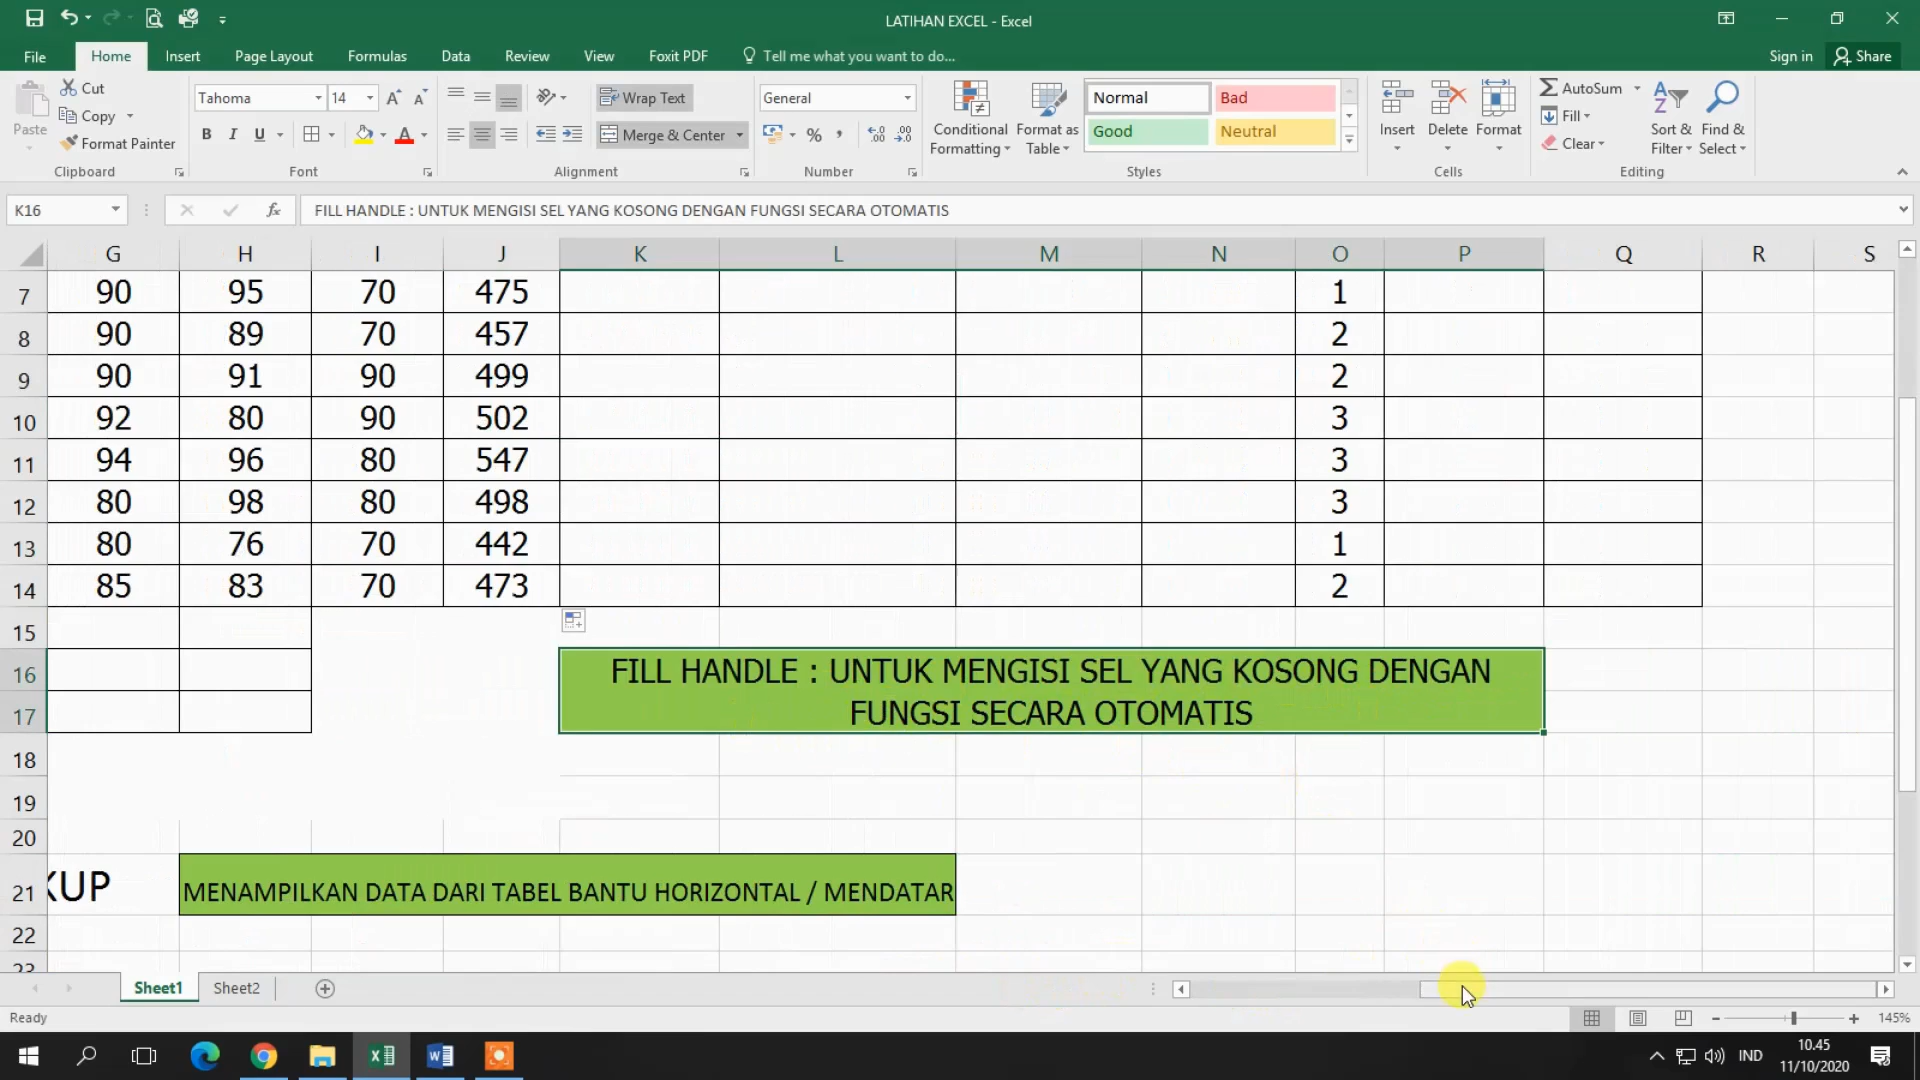 LATIHAN EXCEL - Excel
File Home Insert Page Layout Formulas Data Review View Foxit PDF Tell me what you want to do... Sign in Share
Paste
Cut
Copy
Format Painter
Clipboard
Tahoma 14
B I U
Font
Wrap Text
Merge & Center
Alignment
General
%
Number
Conditional Formatting
Format as Table
Normal Bad
Good Neutral
Styles
Insert Delete Format
Cells
AutoSum
Fill
Clear
Sort & Filter
Find & Select
Editing
K16 fx FILL HANDLE : UNTUK MENGISI SEL YANG KOSONG DENGAN FUNGSI SECARA OTOMATIS
G H I J K L M N O P Q R S
7 90 95 70 475 1
8 90 89 70 457 2
9 90 91 90 499 2
10 92 80 90 502 3
11 94 96 80 547 3
12 80 98 80 498 3
13 80 76 70 442 1
14 85 83 70 473 2
15
16 FILL HANDLE : UNTUK MENGISI SEL YANG KOSONG DENGAN
17 FUNGSI SECARA OTOMATIS
18
19
20
21 KUP MENAMPILKAN DATA DARI TABEL BANTU HORIZONTAL / MENDATAR
22
23
Sheet1 Sheet2
Ready 145%
IND 10.45
11/10/2020